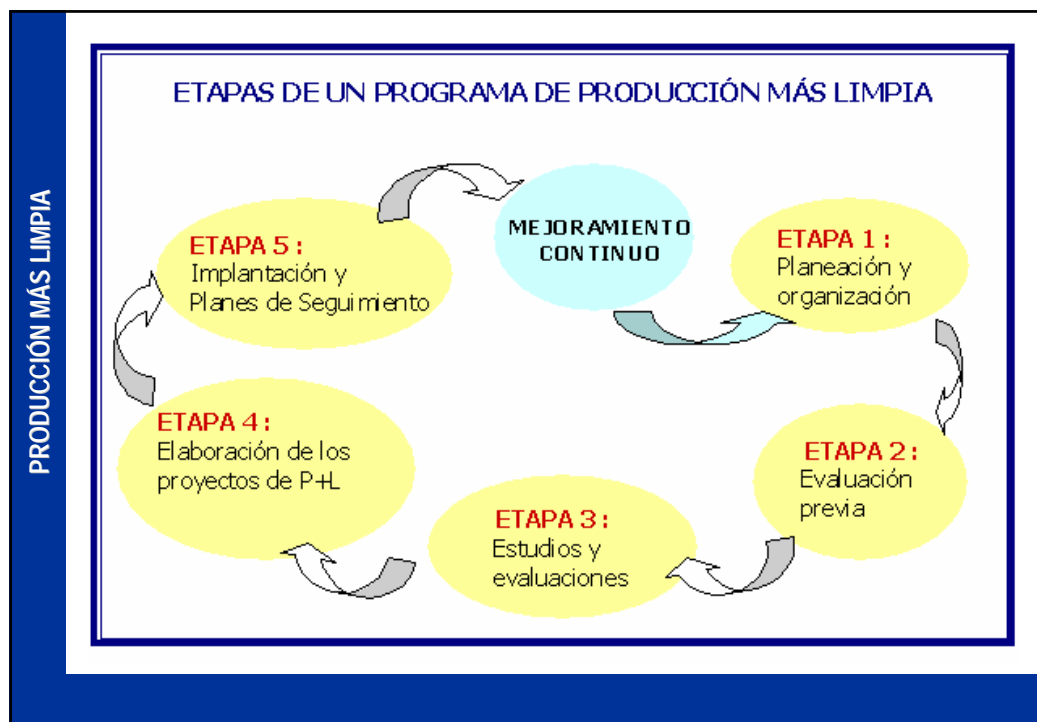 PRODUCCIÓN MÁS LIMPIA
ETAPAS DE UN PROGRAMA DE PRODUCCIÓN MÁS LIMPIA
MEJORAMIENTO
CONTINUO
ETAPA 1 :
Planeación y
organización
ETAPA 2 :
Evaluación
previa
ETAPA 3 :
Estudios y
evaluaciones
ETAPA 4 :
Elaboración de los
proyectos de P+L
ETAPA 5 :
Implantación y
Planes de Seguimiento